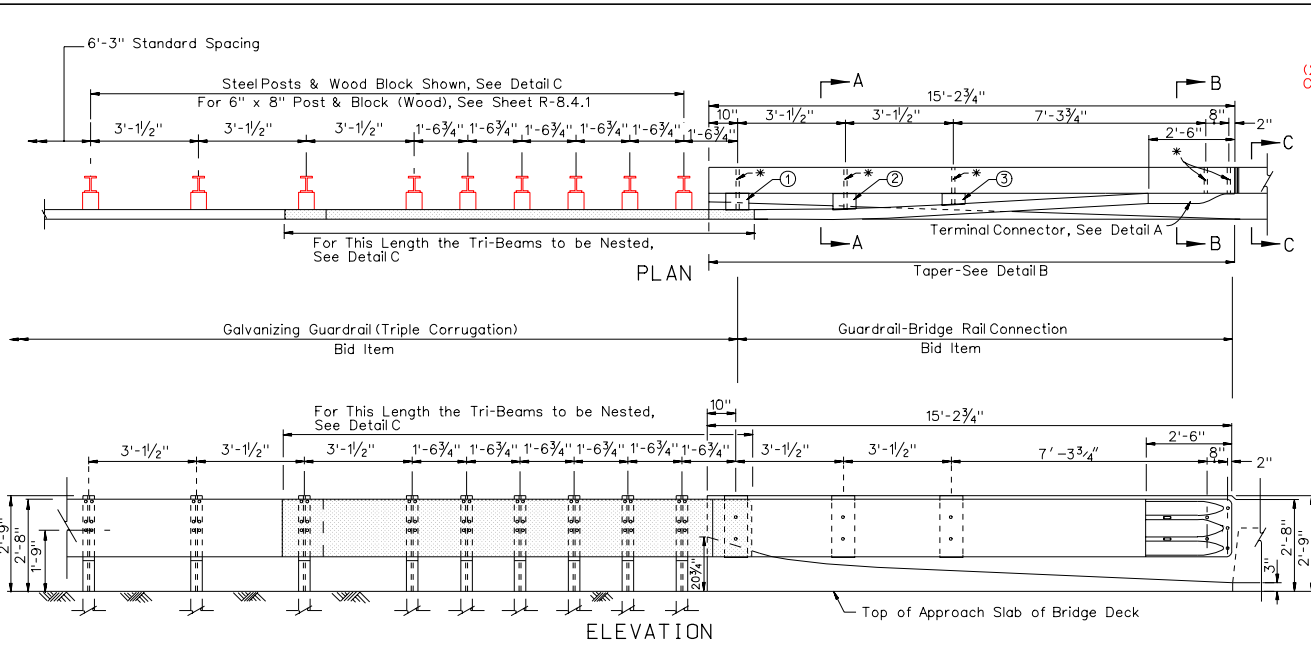 6'-3" Standard Spacing
Steel Posts & Wood Block Shown, See Detail C
For 6" x 8" Post & Block (Wood), See Sheet R-8.4.1
3'-1½" 3'-1½" 3'-1½" 1'-6¾" 1'-6¾" 1'-6¾" 1'-6¾" 1'-6¾" 1'-6¾"
A B
15'-2¾"
10" 3'-1½" 3'-1½" 7'-3¾" 8" 2"
2'-6"
C
* 1 * 2 * 3 *
For This Length the Tri-Beams to be Nested,
See Detail C
Terminal Connector, See Detail A
A B C
PLAN
Taper-See Detail B
Galvanizing Guardrail (Triple Corrugation)
Bid Item
Guardrail-Bridge Rail Connection
Bid Item
For This Length the Tri-Beams to be Nested,
See Detail C
10"
15'-2¾"
2'-6"
3'-1½" 3'-1½" 3'-1½" 1'-6¾" 1'-6¾" 1'-6¾" 1'-6¾" 1'-6¾" 1'-6¾" 3'-1½" 3'-1½" 7'-3¾" 8" 2"
2'-9"
2'-8"
1'-9"
20¾"
3"
2'-8"
2'-9"
Top of Approach Slab of Bridge Deck
ELEVATION